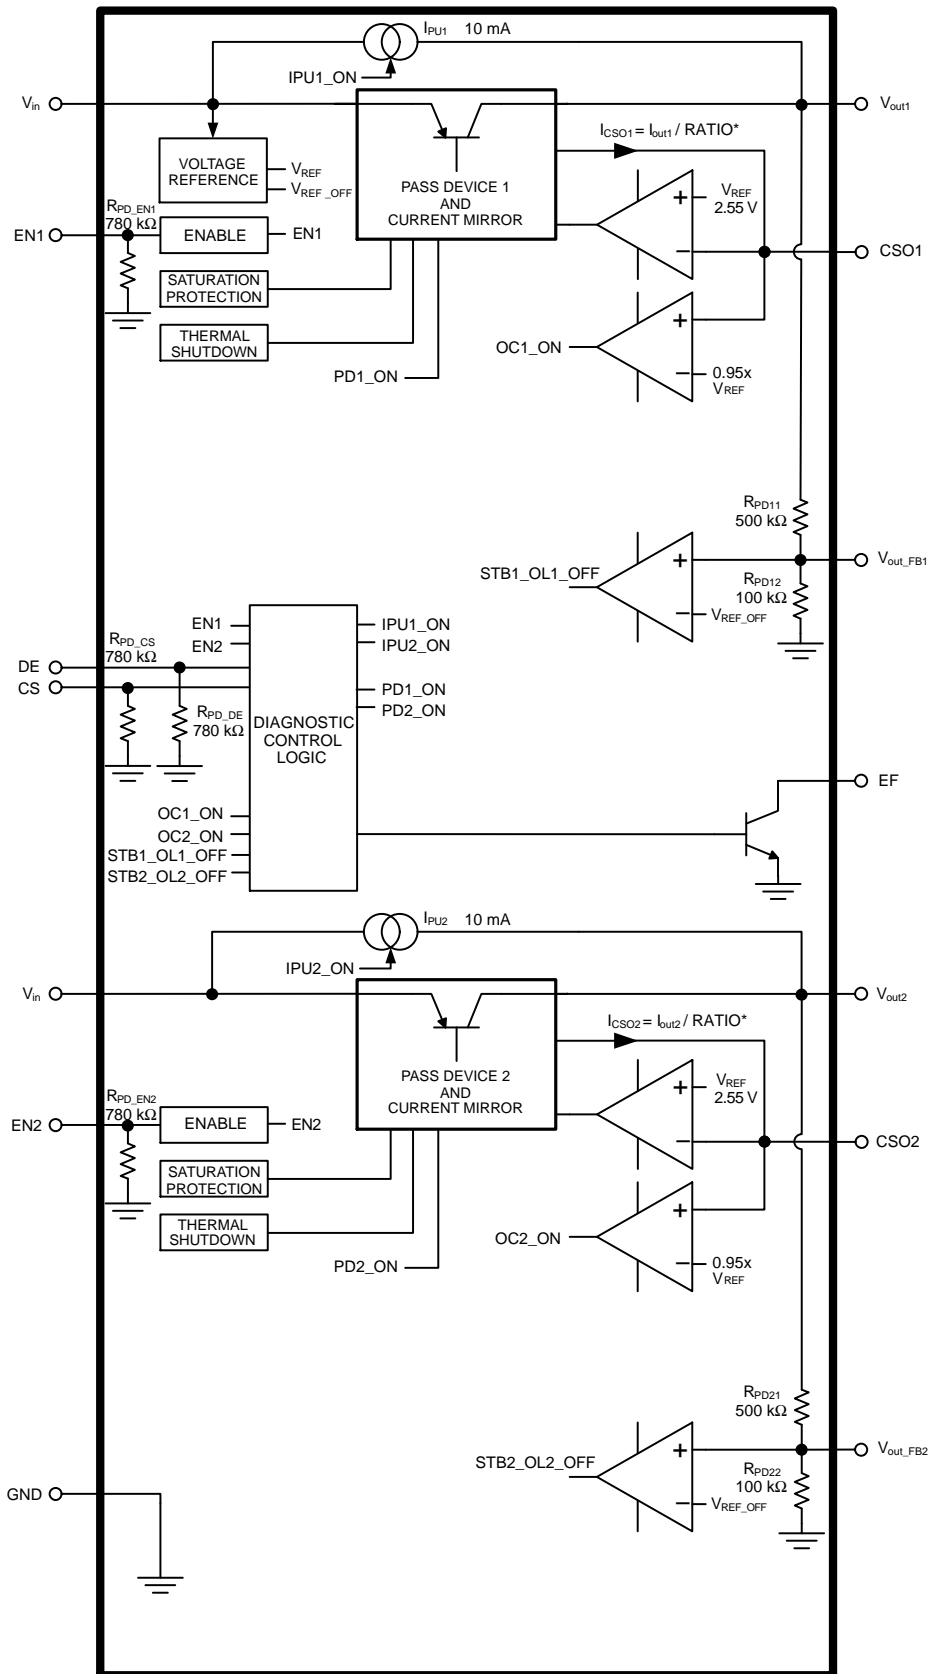 IPU1 10 mA
IPU1_ON
Vin
Vout1
ICSO1 = Iout1 / RATIO*
VOLTAGE
REFERENCE
VREF
VREF_OFF
PASS DEVICE 1
AND
CURRENT MIRROR
VREF
2.55 V
RPD_EN1
780 kΩ
EN1
ENABLE
EN1
CSO1
SATURATION
PROTECTION
THERMAL
SHUTDOWN
OC1_ON
PD1_ON
0.95x
VREF
RPD11
500 kΩ
Vout_FB1
STB1_OL1_OFF
RPD12
100 kΩ
VREF_OFF
EN1
EN2
IPU1_ON
IPU2_ON
RPD_CS
780 kΩ
DE
CS
PD1_ON
PD2_ON
RPD_DE
780 kΩ
DIAGNOSTIC
CONTROL
LOGIC
EF
OC1_ON
OC2_ON
STB1_OL1_OFF
STB2_OL2_OFF
IPU2 10 mA
IPU2_ON
Vin
Vout2
ICSO2 = Iout2 / RATIO*
PASS DEVICE 2
AND
CURRENT MIRROR
VREF
2.55 V
RPD_EN2
780 kΩ
EN2
ENABLE
EN2
CSO2
SATURATION
PROTECTION
THERMAL
SHUTDOWN
OC2_ON
PD2_ON
0.95x
VREF
RPD21
500 kΩ
Vout_FB2
STB2_OL2_OFF
RPD22
100 kΩ
VREF_OFF
GND